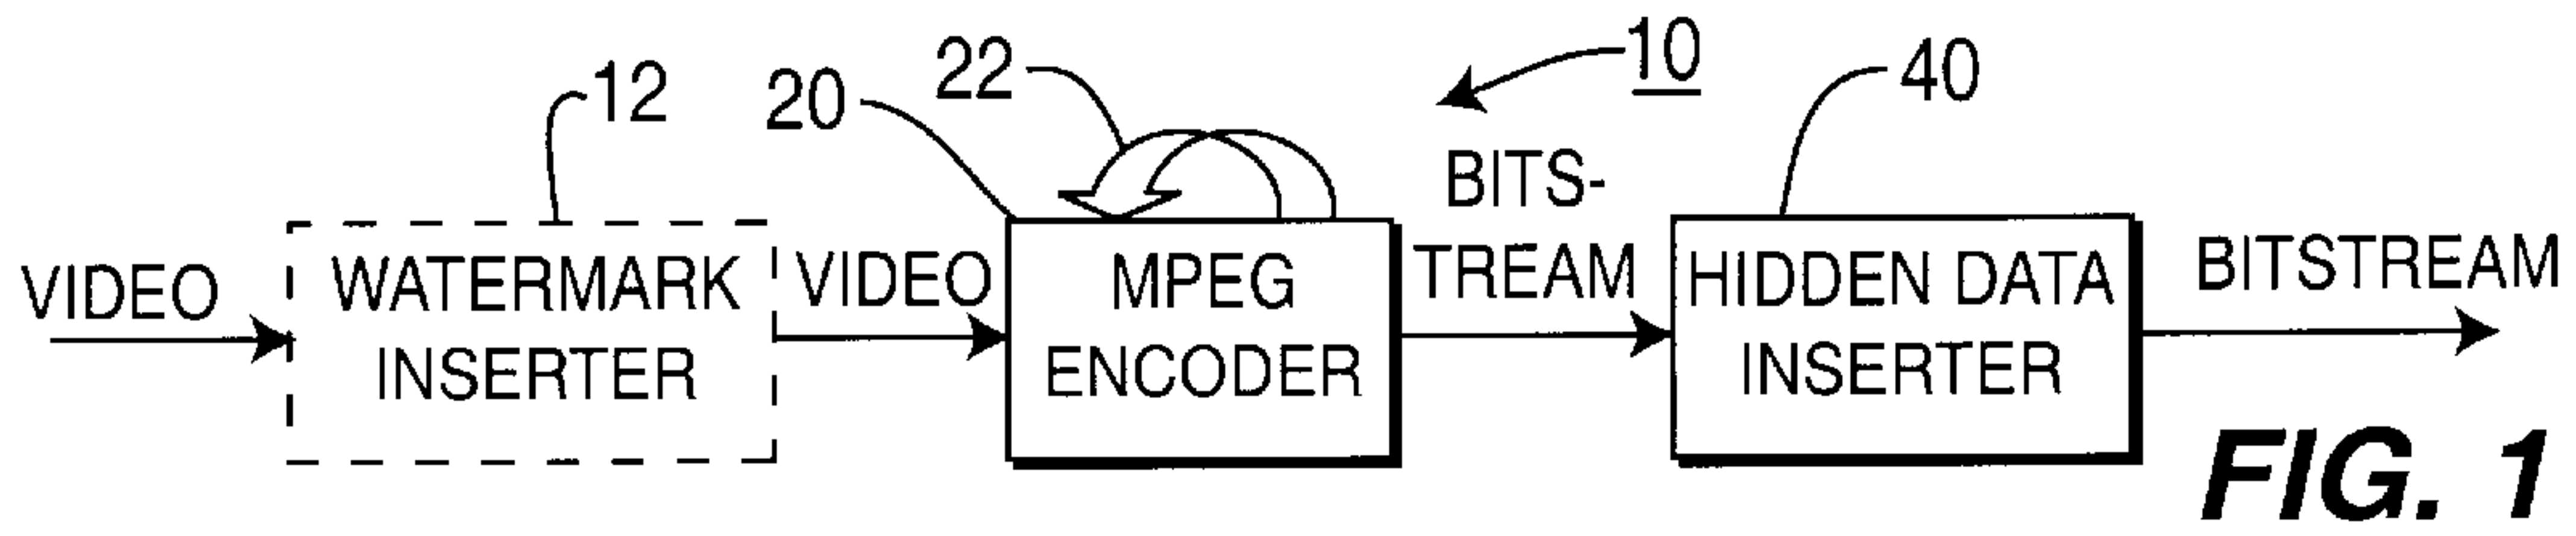 12
20
22
10
40
VIDEO
WATERMARK
INSERTER
VIDEO
MPEG
ENCODER
BITS-
TREAM
HIDDEN DATA
INSERTER
BITSTREAM
FIG. 1